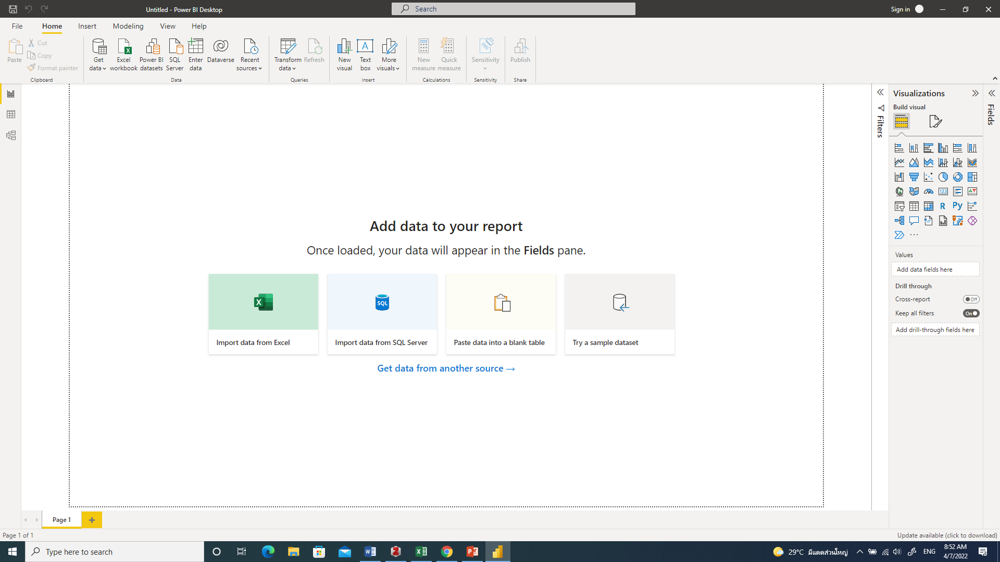 Untitled - Power BI Desktop
Search
Sign in
File Home Insert Modeling View Help
Paste
Cut
Copy
Format painter
Clipboard
Get data
Excel workbook
Power BI datasets
SQL Server
Enter data
Dataverse
Recent sources
Data
Transform data
Refresh
Queries
New visual
Text box
More visuals
Insert
New measure
Quick measure
Calculations
Sensitivity
Sensitivity
Publish
Share
Filters
Visualizations
Build visual
Fields
123
R
Py
Values
Add data fields here
Drill through
Cross-report
Off
Keep all filters
On
Add drill-through fields here
Add data to your report
Once loaded, your data will appear in the Fields pane.
SQL
Import data from Excel
Import data from SQL Server
Paste data into a blank table
Try a sample dataset
Get data from another source →
Page 1
Page 1 of 1
Update available (click to download)
Type here to search
29°C มีแดดส่วนใหญ่
ENG
8:52 AM
4/7/2022